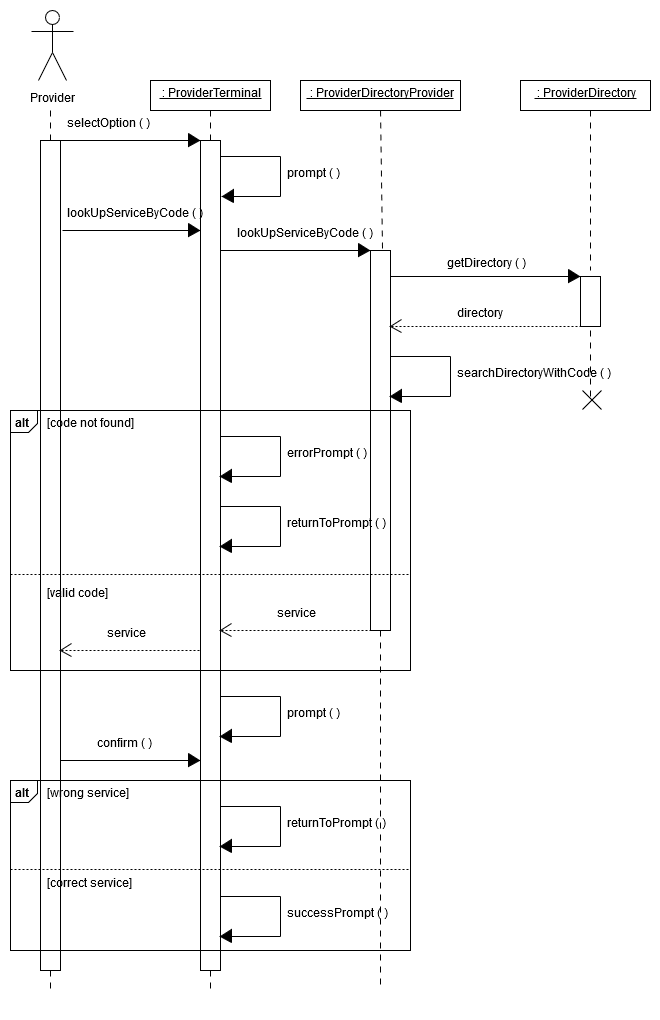 Provider
: ProviderTerminal
: ProviderDirectoryProvider
: ProviderDirectory
selectOption ( )
prompt ( )
lookUpServiceByCode ( )
lookUpServiceByCode ( )
getDirectory ( )
directory
searchDirectoryWithCode ( )
alt [code not found]
errorPrompt ( )
returnToPrompt ( )
[valid code]
service
service
prompt ( )
confirm ( )
alt [wrong service]
returnToPrompt ( )
[correct service]
successPrompt ( )